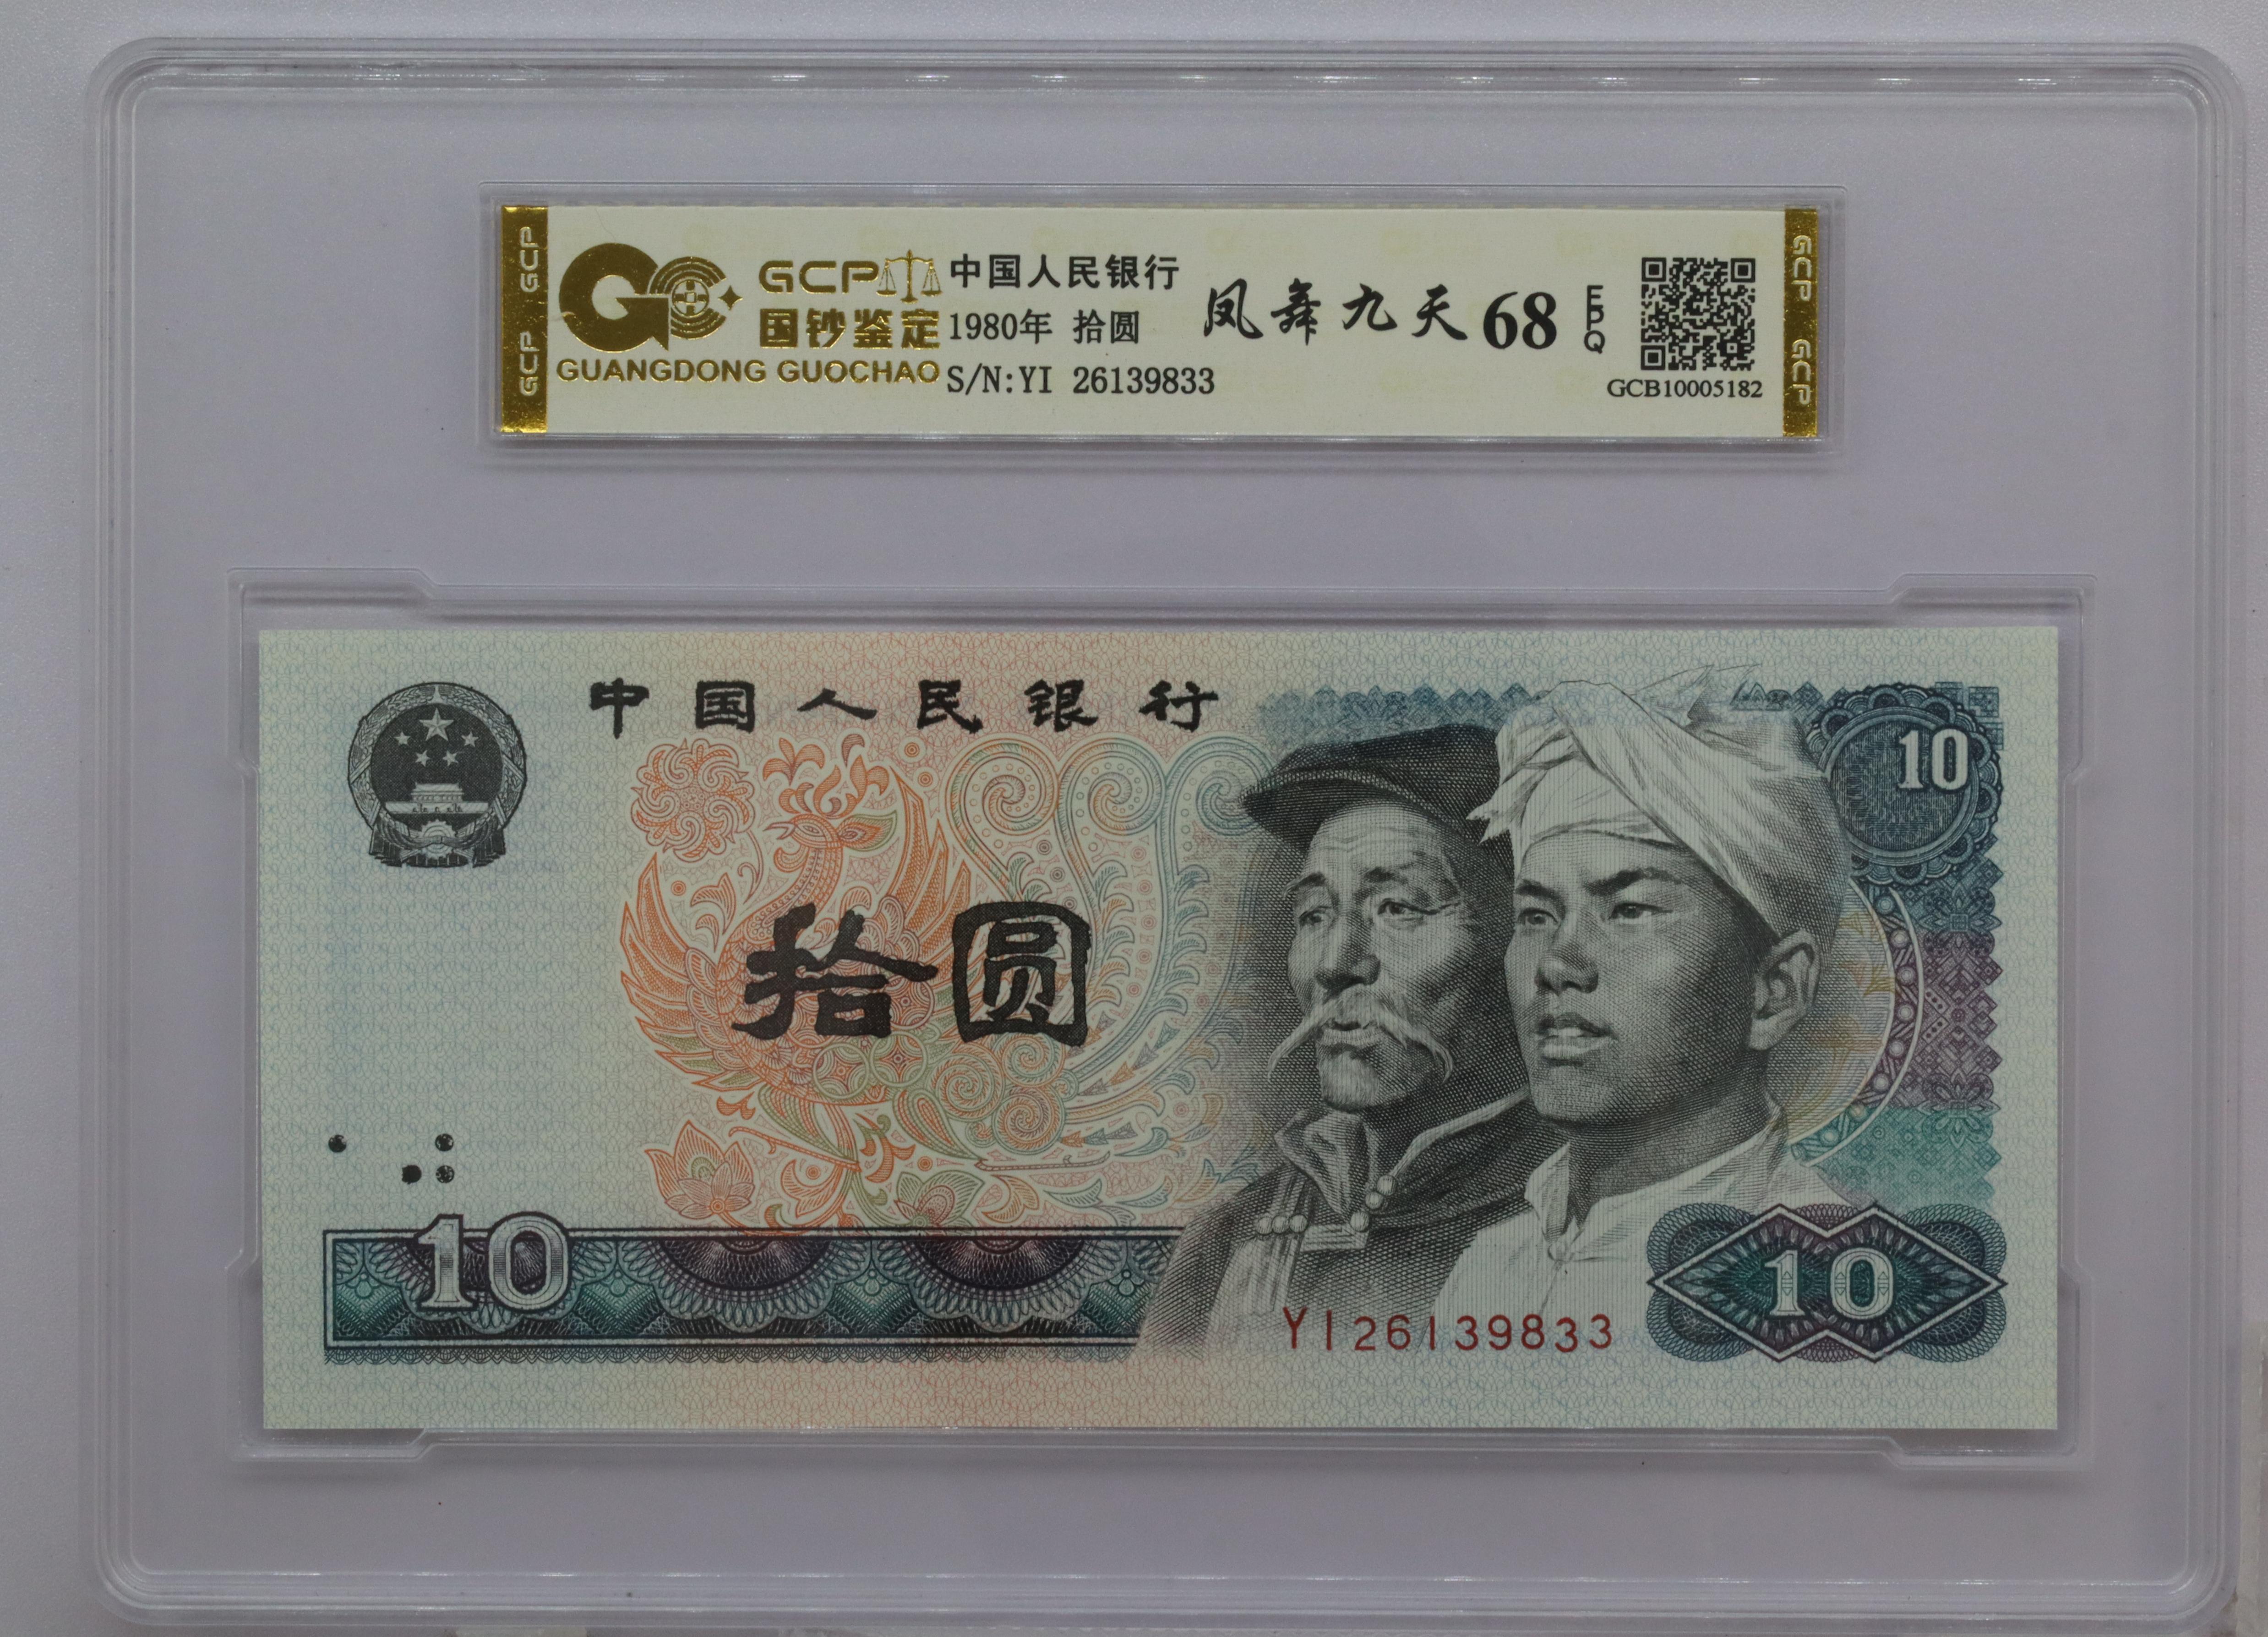 GCP GCP
GCP
国钞鉴定
GUANGDONG GUOCHAO
中国人民银行
1980年 拾圆
S/N:YI 26139833
凤舞九天 68 EPQ
GCB10005182
GCP GCP
中国人民银行
10
拾圆
10
YI26139833
10